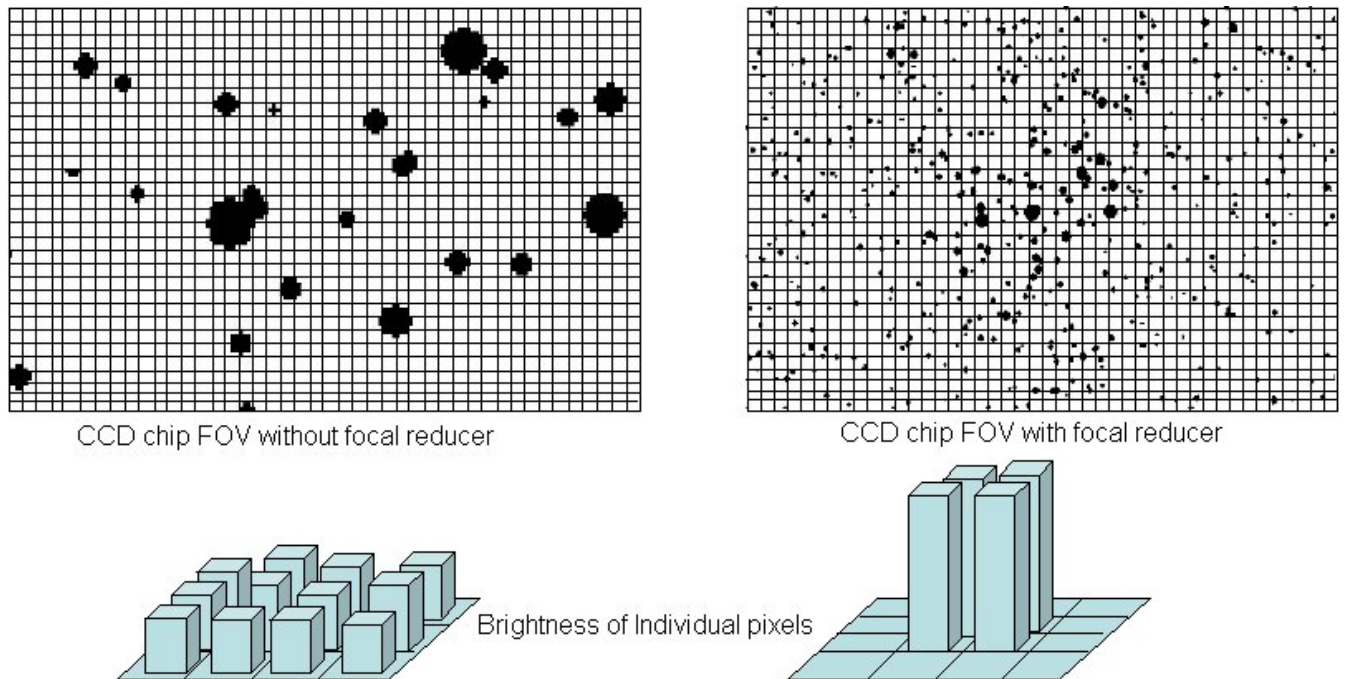 CCD chip FOV without focal reducer
CCD chip FOV with focal reducer
Brightness of Individual pixels